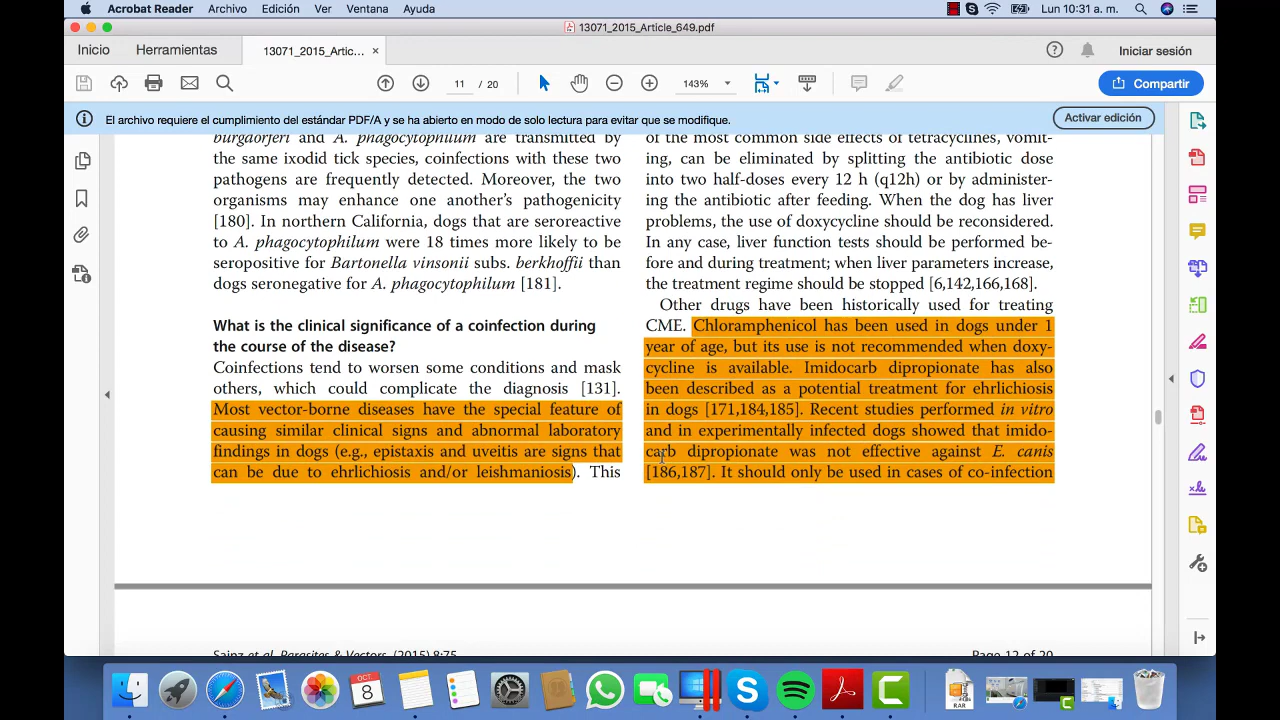 Acrobat Reader Archivo Edición Ver Ventana Ayuda Lun 10:31 a. m.
13071_2015_Article_649.pdf
Inicio Herramientas 13071_2015_Artic... × Iniciar sesión
11 / 20 143% Compartir
El archivo requiere el cumplimiento del estándar PDF/A y se ha abierto en modo de solo lectura para evitar que se modifique. Activar edición
burgdorferi and A. phagocytophilum are transmitted by
the same ixodid tick species, coinfections with these two
pathogens are frequently detected. Moreover, the two
organisms may enhance one another's pathogenicity
[180]. In northern California, dogs that are seroreactive
to A. phagocytophilum were 18 times more likely to be
seropositive for Bartonella vinsonii subs. berkhoffii than
dogs seronegative for A. phagocytophilum [181].
What is the clinical significance of a coinfection during
the course of the disease?
Coinfections tend to worsen some conditions and mask
others, which could complicate the diagnosis [131].
Most vector-borne diseases have the special feature of
causing similar clinical signs and abnormal laboratory
findings in dogs (e.g., epistaxis and uveitis are signs that
can be due to ehrlichiosis and/or leishmaniosis). This
of the most common side effects of tetracyclines, vomit-
ing, can be eliminated by splitting the antibiotic dose
into two half-doses every 12 h (q12h) or by administer-
ing the antibiotic after feeding. When the dog has liver
problems, the use of doxycycline should be reconsidered.
In any case, liver function tests should be performed be-
fore and during treatment; when liver parameters increase,
the treatment regime should be stopped [6,142,166,168].
Other drugs have been historically used for treating
CME. Chloramphenicol has been used in dogs under 1
year of age, but its use is not recommended when doxy-
cycline is available. Imidocarb dipropionate has also
been described as a potential treatment for ehrlichiosis
in dogs [171,184,185]. Recent studies performed in vitro
and in experimentally infected dogs showed that imido-
carb dipropionate was not effective against E. canis
[186,187]. It should only be used in cases of co-infection
Sainz et al. Parasites & Vectors (2015) 8:75 Page 12 of 20
OCT
8
RAR